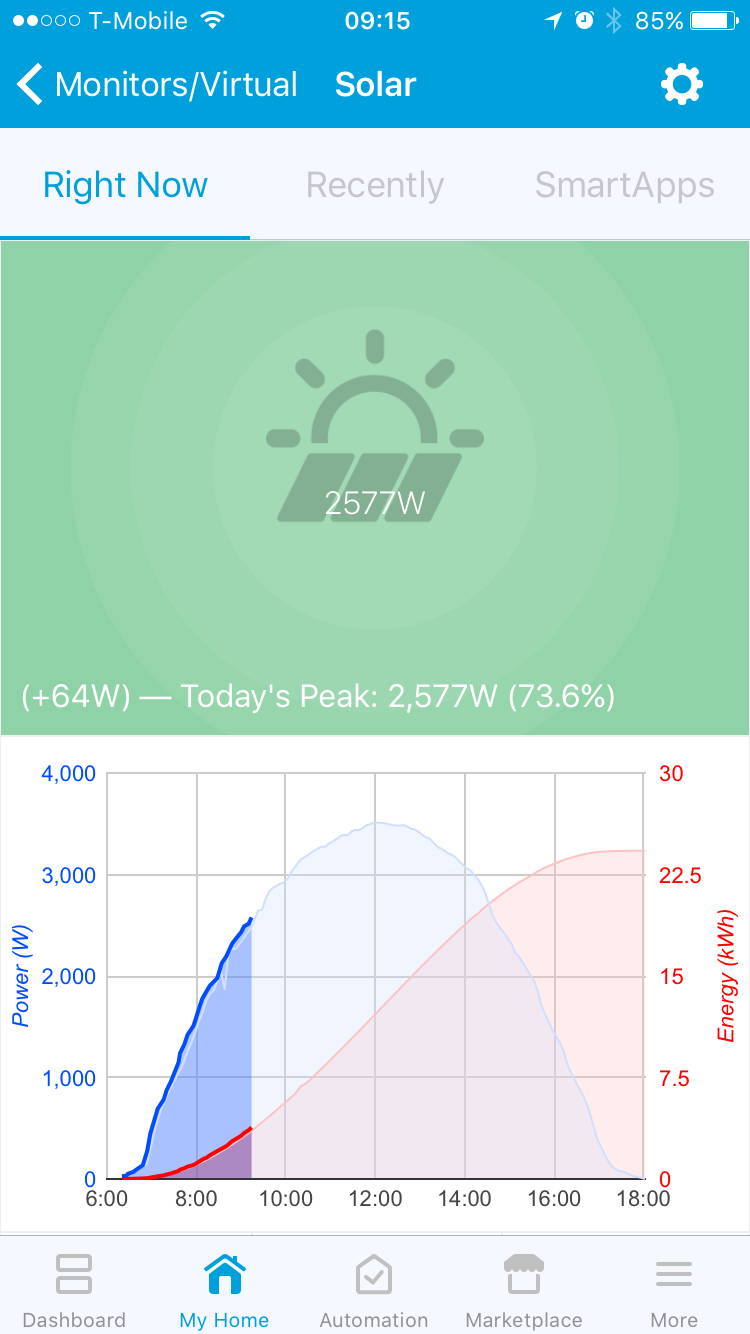 T-Mobile 09:15 85%
Monitors/Virtual Solar
Right Now Recently SmartApps
2577W
(+64W) — Today's Peak: 2,577W (73.6%)
4,000 30
3,000 22.5
Power (W) 2,000 15 Energy (kWh)
1,000 7.5
0 0
6:00 8:00 10:00 12:00 14:00 16:00 18:00
Dashboard My Home Automation Marketplace More